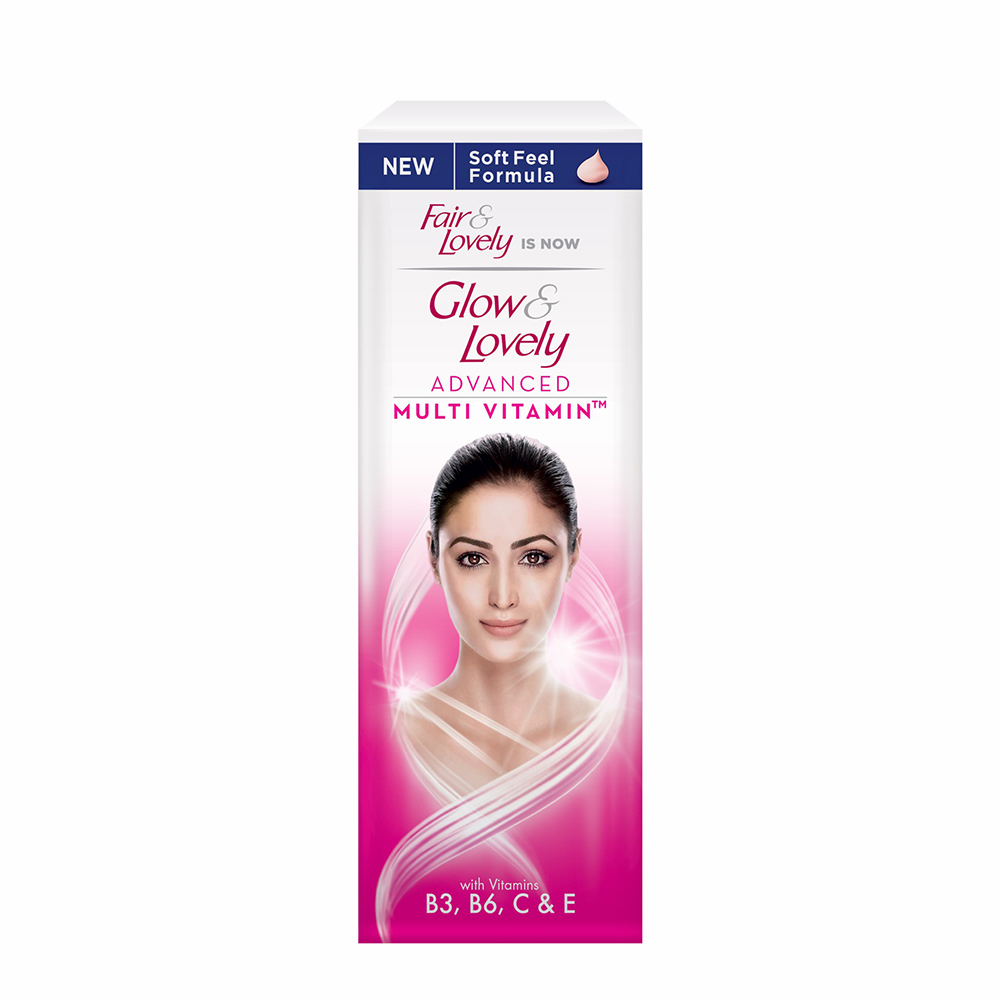 NEW
Soft Feel
Formula
Fair &
Lovely IS NOW
Glow &
Lovely
ADVANCED
MULTI VITAMIN™
with Vitamins
B3, B6, C & E